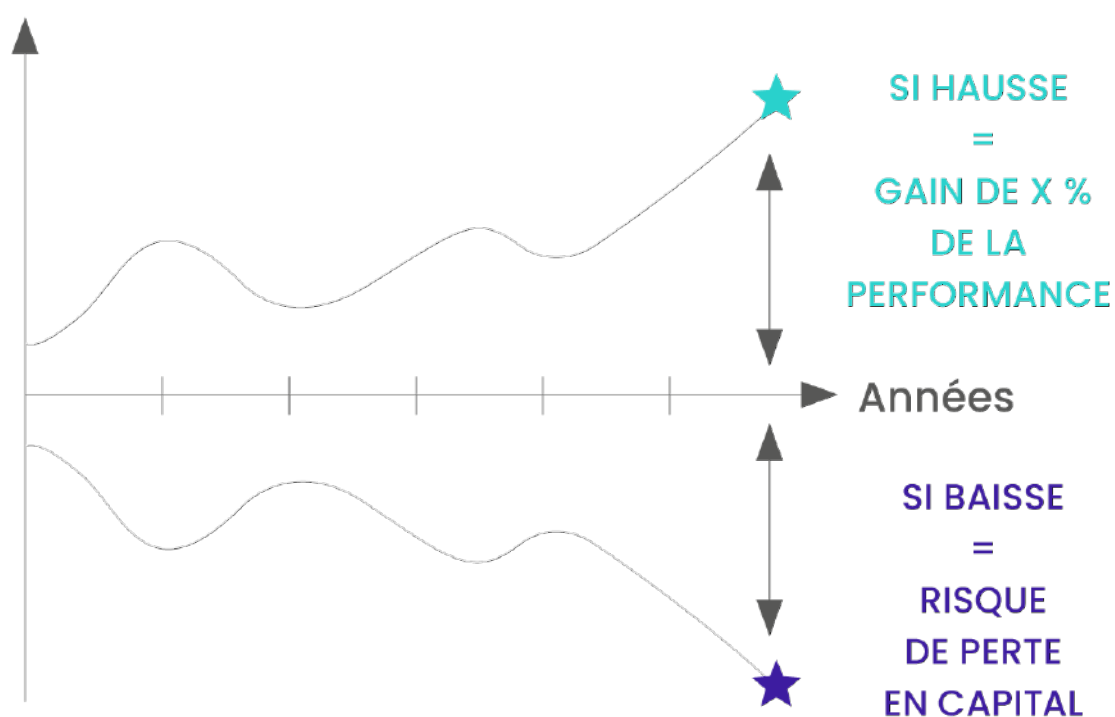 SI HAUSSE
=
GAIN DE X %
DE LA
PERFORMANCE
Années
SI BAISSE
=
RISQUE
DE PERTE
EN CAPITAL